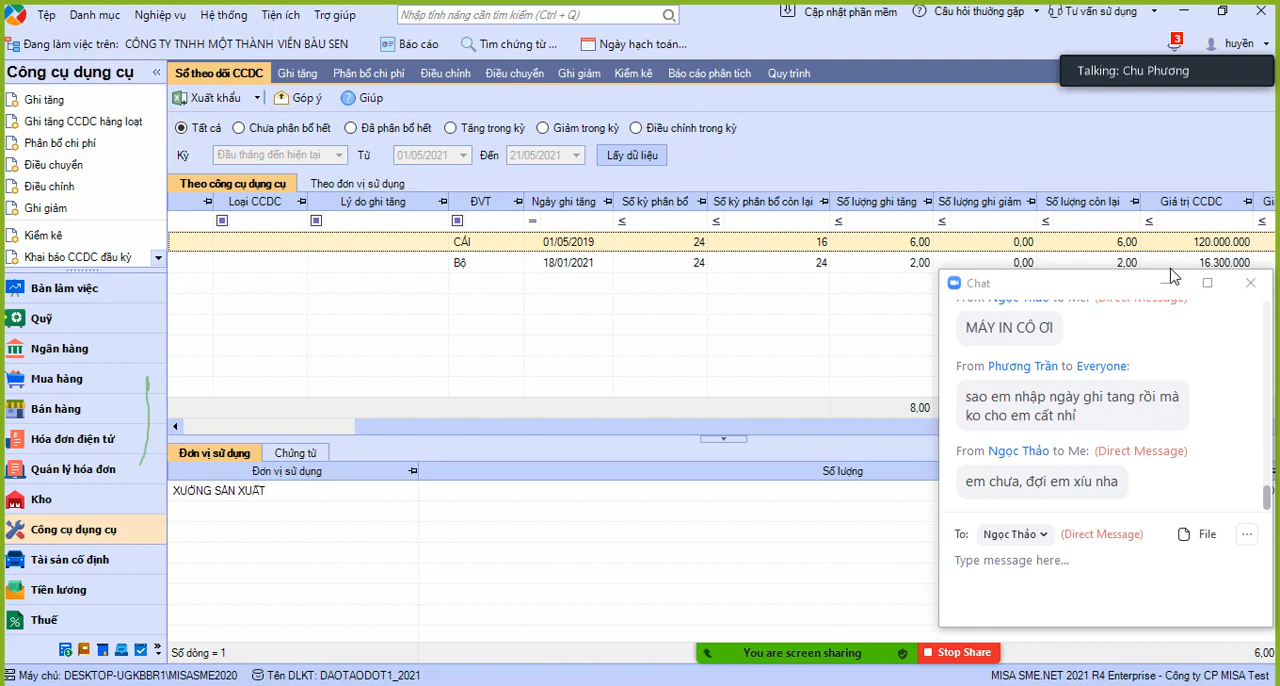 Tệp Danh mục Nghiệp vụ Hệ thống Tiện ích Trợ giúp Nhập tính năng cần tìm kiếm (Ctrl + Q) Cập nhật phần mềm Câu hỏi thường gặp Tư vấn sử dụng
Đang làm việc trên: CÔNG TY TNHH MỘT THÀNH VIÊN BÀU SEN Báo cáo Tìm chứng từ ... Ngày hạch toán... 3 huyền
Công cụ dụng cụ «
Sổ theo dõi CCDC Ghi tăng Phân bổ chi phí Điều chỉnh Điều chuyển Ghi giảm Kiểm kê Báo cáo phân tích Quy trình
Talking: Chu Phương
Ghi tăng
Ghi tăng CCDC hàng loạt
Phân bổ chi phí
Điều chuyển
Điều chỉnh
Ghi giảm
Kiểm kê
Khai báo CCDC đầu kỳ
Bàn làm việc
Quỹ
Ngân hàng
Mua hàng
Bán hàng
Hóa đơn điện tử
Quản lý hóa đơn
Kho
Công cụ dụng cụ
Tài sản cố định
Tiền lương
Thuế
Xuất khẩu Góp ý Giúp
Tất cả Chưa phân bổ hết Đã phân bổ hết Tăng trong kỳ Giảm trong kỳ Điều chỉnh trong kỳ
Kỳ Đầu tháng đến hiện tại Từ 01/05/2021 Đến 21/05/2021 Lấy dữ liệu
Theo công cụ dụng cụ Theo đơn vị sử dụng
Loại CCDC Lý do ghi tăng ĐVT Ngày ghi tăng Số kỳ phân bổ Số kỳ phân bổ còn lại Số lượng ghi tăng Số lượng ghi giảm Số lượng còn lại Giá trị CCDC
= ≤ ≤ ≤ ≤ ≤ ≤ ≤
CÁI 01/05/2019 24 16 6,00 0,00 6,00 120.000.000
Bộ 18/01/2021 24 24 2,00 0,00 2,00 16.300.000
8,00
Đơn vị sử dụng Chứng từ
Đơn vị sử dụng Số lượng
XƯỞNG SẢN XUẤT
Số dòng = 1
6,00
Chat
From Ngọc Thảo to Me: (Direct Message)
MÁY IN CÔ ƠI
From Phương Trần to Everyone:
sao em nhập ngày ghi tang rồi mà
ko cho em cất nhỉ
From Ngọc Thảo to Me: (Direct Message)
em chưa, đợi em xíu nha
To: Ngọc Thảo (Direct Message) File ...
Type message here...
You are screen sharing Stop Share
Máy chủ: DESKTOP-UGKBBR1\MISASME2020 Tên DLKT: DAOTAODOT1_2021 MISA SME.NET 2021 R4 Enterprise - Công ty CP MISA Test